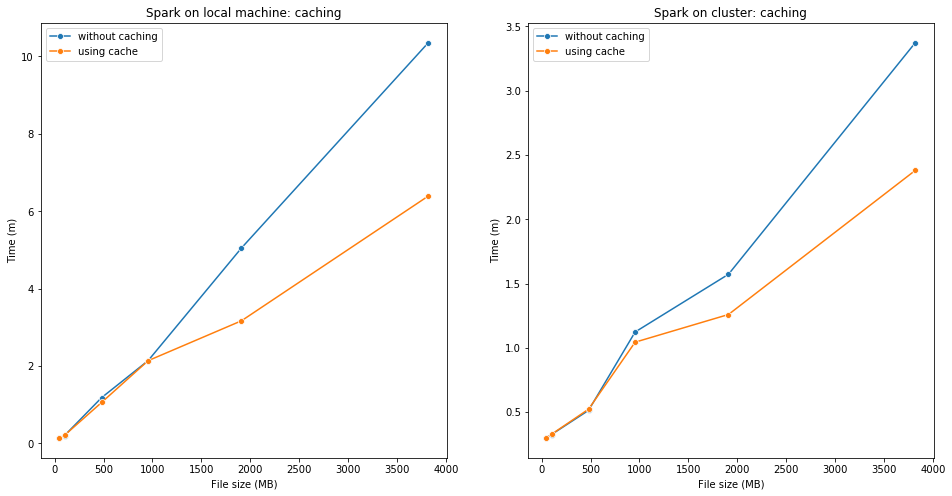 Spark on local machine: caching
without caching
using cache
10
8
6
4
2
0
Time (m)
0 500 1000 1500 2000 2500 3000 3500 4000
File size (MB)
Spark on cluster: caching
without caching
using cache
3.5
3.0
2.5
2.0
1.5
1.0
0.5
Time (m)
0 500 1000 1500 2000 2500 3000 3500 4000
File size (MB)